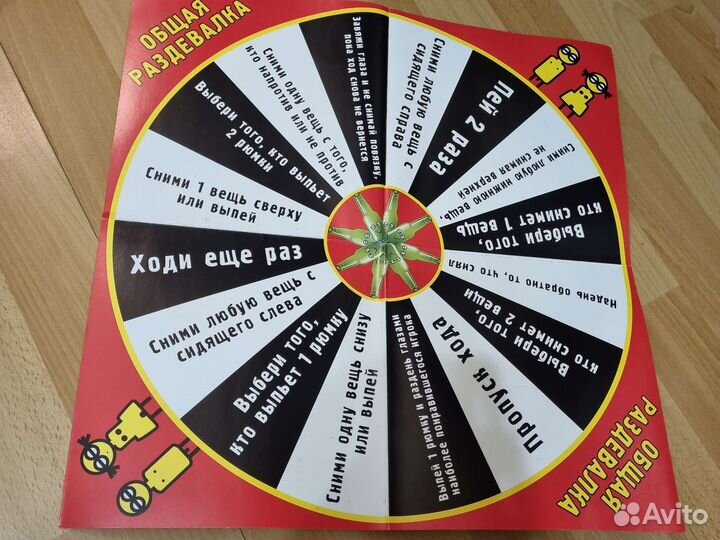 ОБЩАЯ
РАЗДЕВАЛКА
Завяжи глаза и не снимай повязку,
пока ход снова не вернется
Сними любую вещь с
сидящего справа
Пей 2 раза
Сними любую нижнюю вещь,
не снимая верхней
Выбери того,
кто снимет 1 вещь
Надень обратно то, что снял
Выбери того,
кто снимет 2 вещи
Пропуск хода
Выпей 1 рюмку и раздень глазами
наиболее понравившегося игрока
Сними одну вещь снизу
или выпей
Выбери того,
кто выпьет 1 рюмку
Сними любую вещь с
сидящего слева
Ходи еще раз
Сними 1 вещь сверху
или выпей
Выбери того, кто выпьет
2 рюмки
Сними одну вещь с того,
кто напротив или не против
ОБЩАЯ
РАЗДЕВАЛКА
Avito